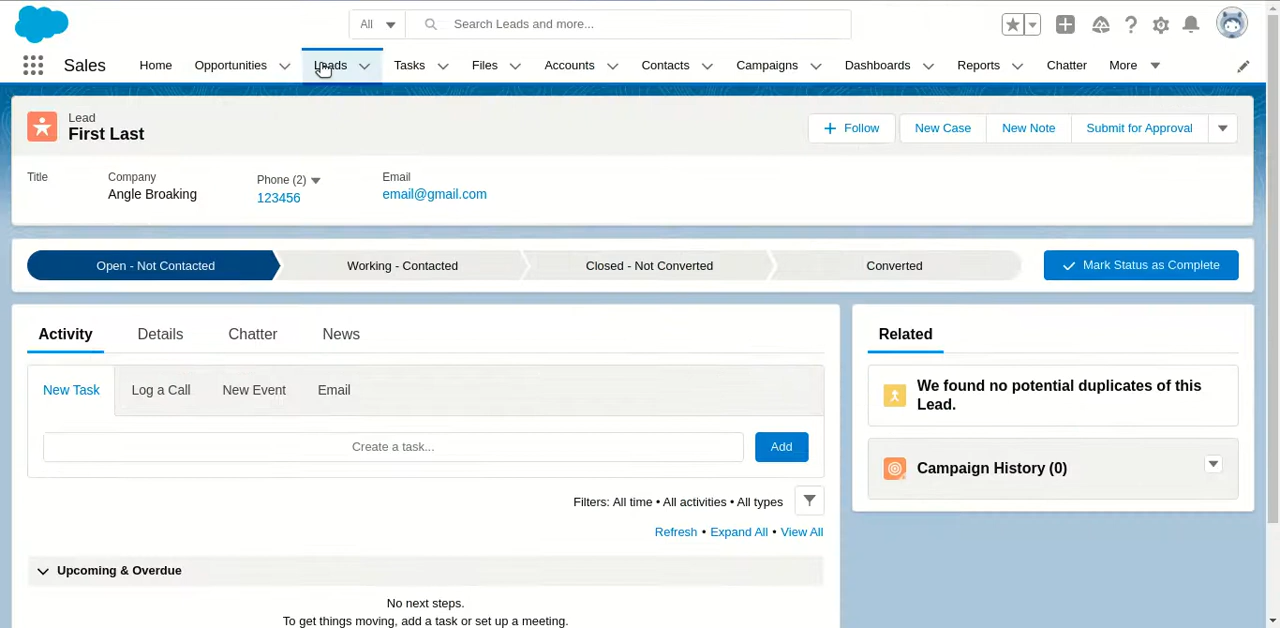 All
Search Leads and more...
Sales
Home
Opportunities
Leads
Tasks
Files
Accounts
Contacts
Campaigns
Dashboards
Reports
Chatter
More
Lead
First Last
Follow
New Case
New Note
Submit for Approval
Title
Company
Phone (2)
Email
Angle Broaking
123456
email@gmail.com
Open - Not Contacted
Working - Contacted
Closed - Not Converted
Converted
Mark Status as Complete
Activity
Details
Chatter
News
Related
New Task
Log a Call
New Event
Email
Create a task...
Add
We found no potential duplicates of this
Lead.
Campaign History (0)
Filters: All time • All activities • All types
Refresh • Expand All • View All
Upcoming & Overdue
No next steps.
To get things moving, add a task or set up a meeting.